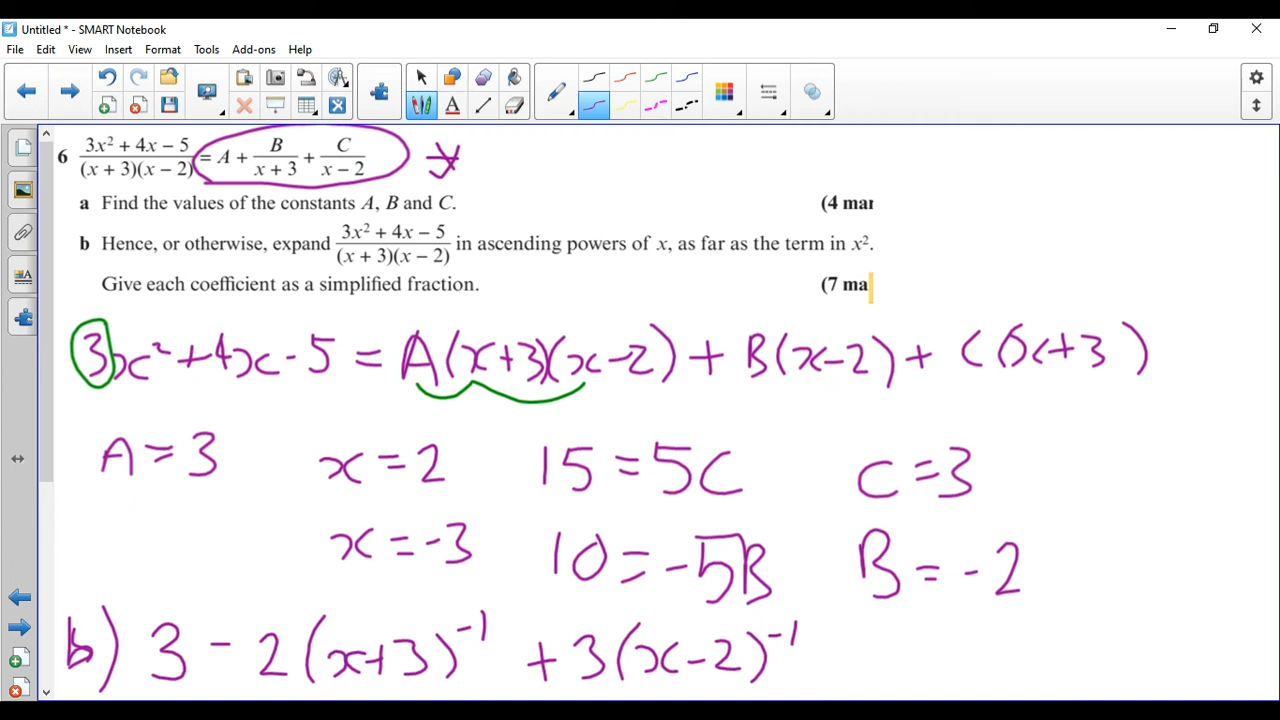 Untitled * - SMART Notebook
File Edit View Insert Format Tools Add-ons Help
6 (3x² + 4x − 5)/((x + 3)(x − 2)) = A + B/(x + 3) + C/(x − 2)
a Find the values of the constants A, B and C. (4 mar
b Hence, or otherwise, expand (3x² + 4x − 5)/((x + 3)(x − 2)) in ascending powers of x, as far as the term in x².
Give each coefficient as a simplified fraction. (7 ma
3x² + 4x - 5 = A(x+3)(x-2) + B(x-2) + C(x+3)
A = 3 x = 2 15 = 5C C = 3
x = -3 10 = -5B B = -2
b) 3 - 2(x+3)⁻¹ + 3(x-2)⁻¹